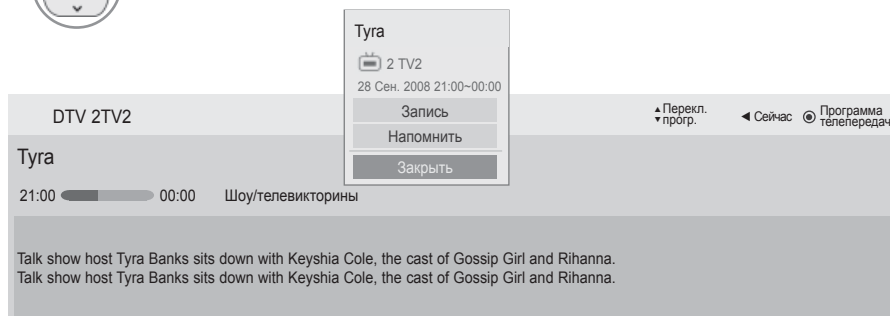 Tyra
2 TV2
28 Сен. 2008 21:00~00:00
Запись
Напомнить
Закрыть
DTV 2TV2
Перекл.
прогр.
Сейчас
Программа
телепередач
Tyra
21:00 00:00 Шоу/телевикторины
Talk show host Tyra Banks sits down with Keyshia Cole, the cast of Gossip Girl and Rihanna.
Talk show host Tyra Banks sits down with Keyshia Cole, the cast of Gossip Girl and Rihanna.